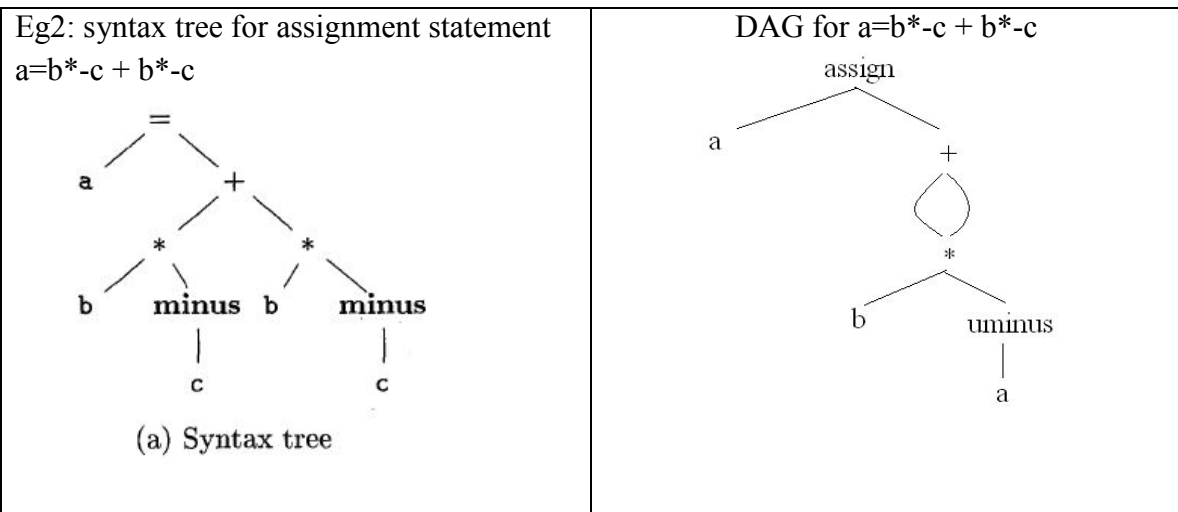 Eg2: syntax tree for assignment statement
a=b*-c + b*-c
=
a
+
* *
b minus b minus
c c
(a) Syntax tree
DAG for a=b*-c + b*-c
assign
a
+
*
b
uminus
a